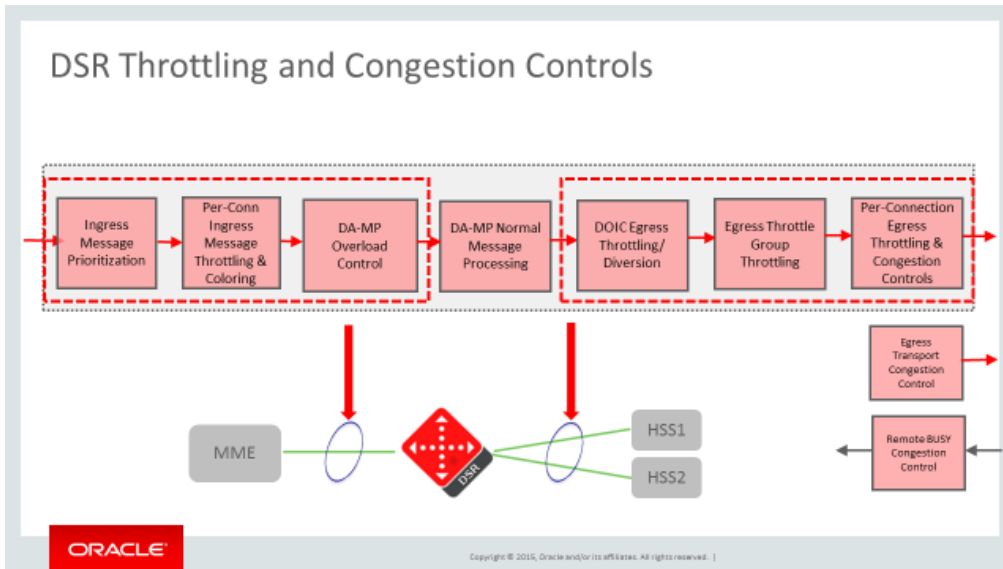 DSR Throttling and Congestion Controls
Ingress
Message
Prioritization
Per-Conn
Ingress
Message
Throttling &
Coloring
DA-MP
Overload
Control
DA-MP Normal
Message
Processing
DOIC Egress
Throttling/
Diversion
Egress Throttle
Group
Throttling
Per-Connection
Egress
Throttling &
Congestion
Controls
Egress
Transport
Congestion
Control
MME
DSR
HSS1
HSS2
Remote BUSY
Congestion
Control
ORACLE
Copyright © 2015, Oracle and/or its affiliates. All rights reserved. |